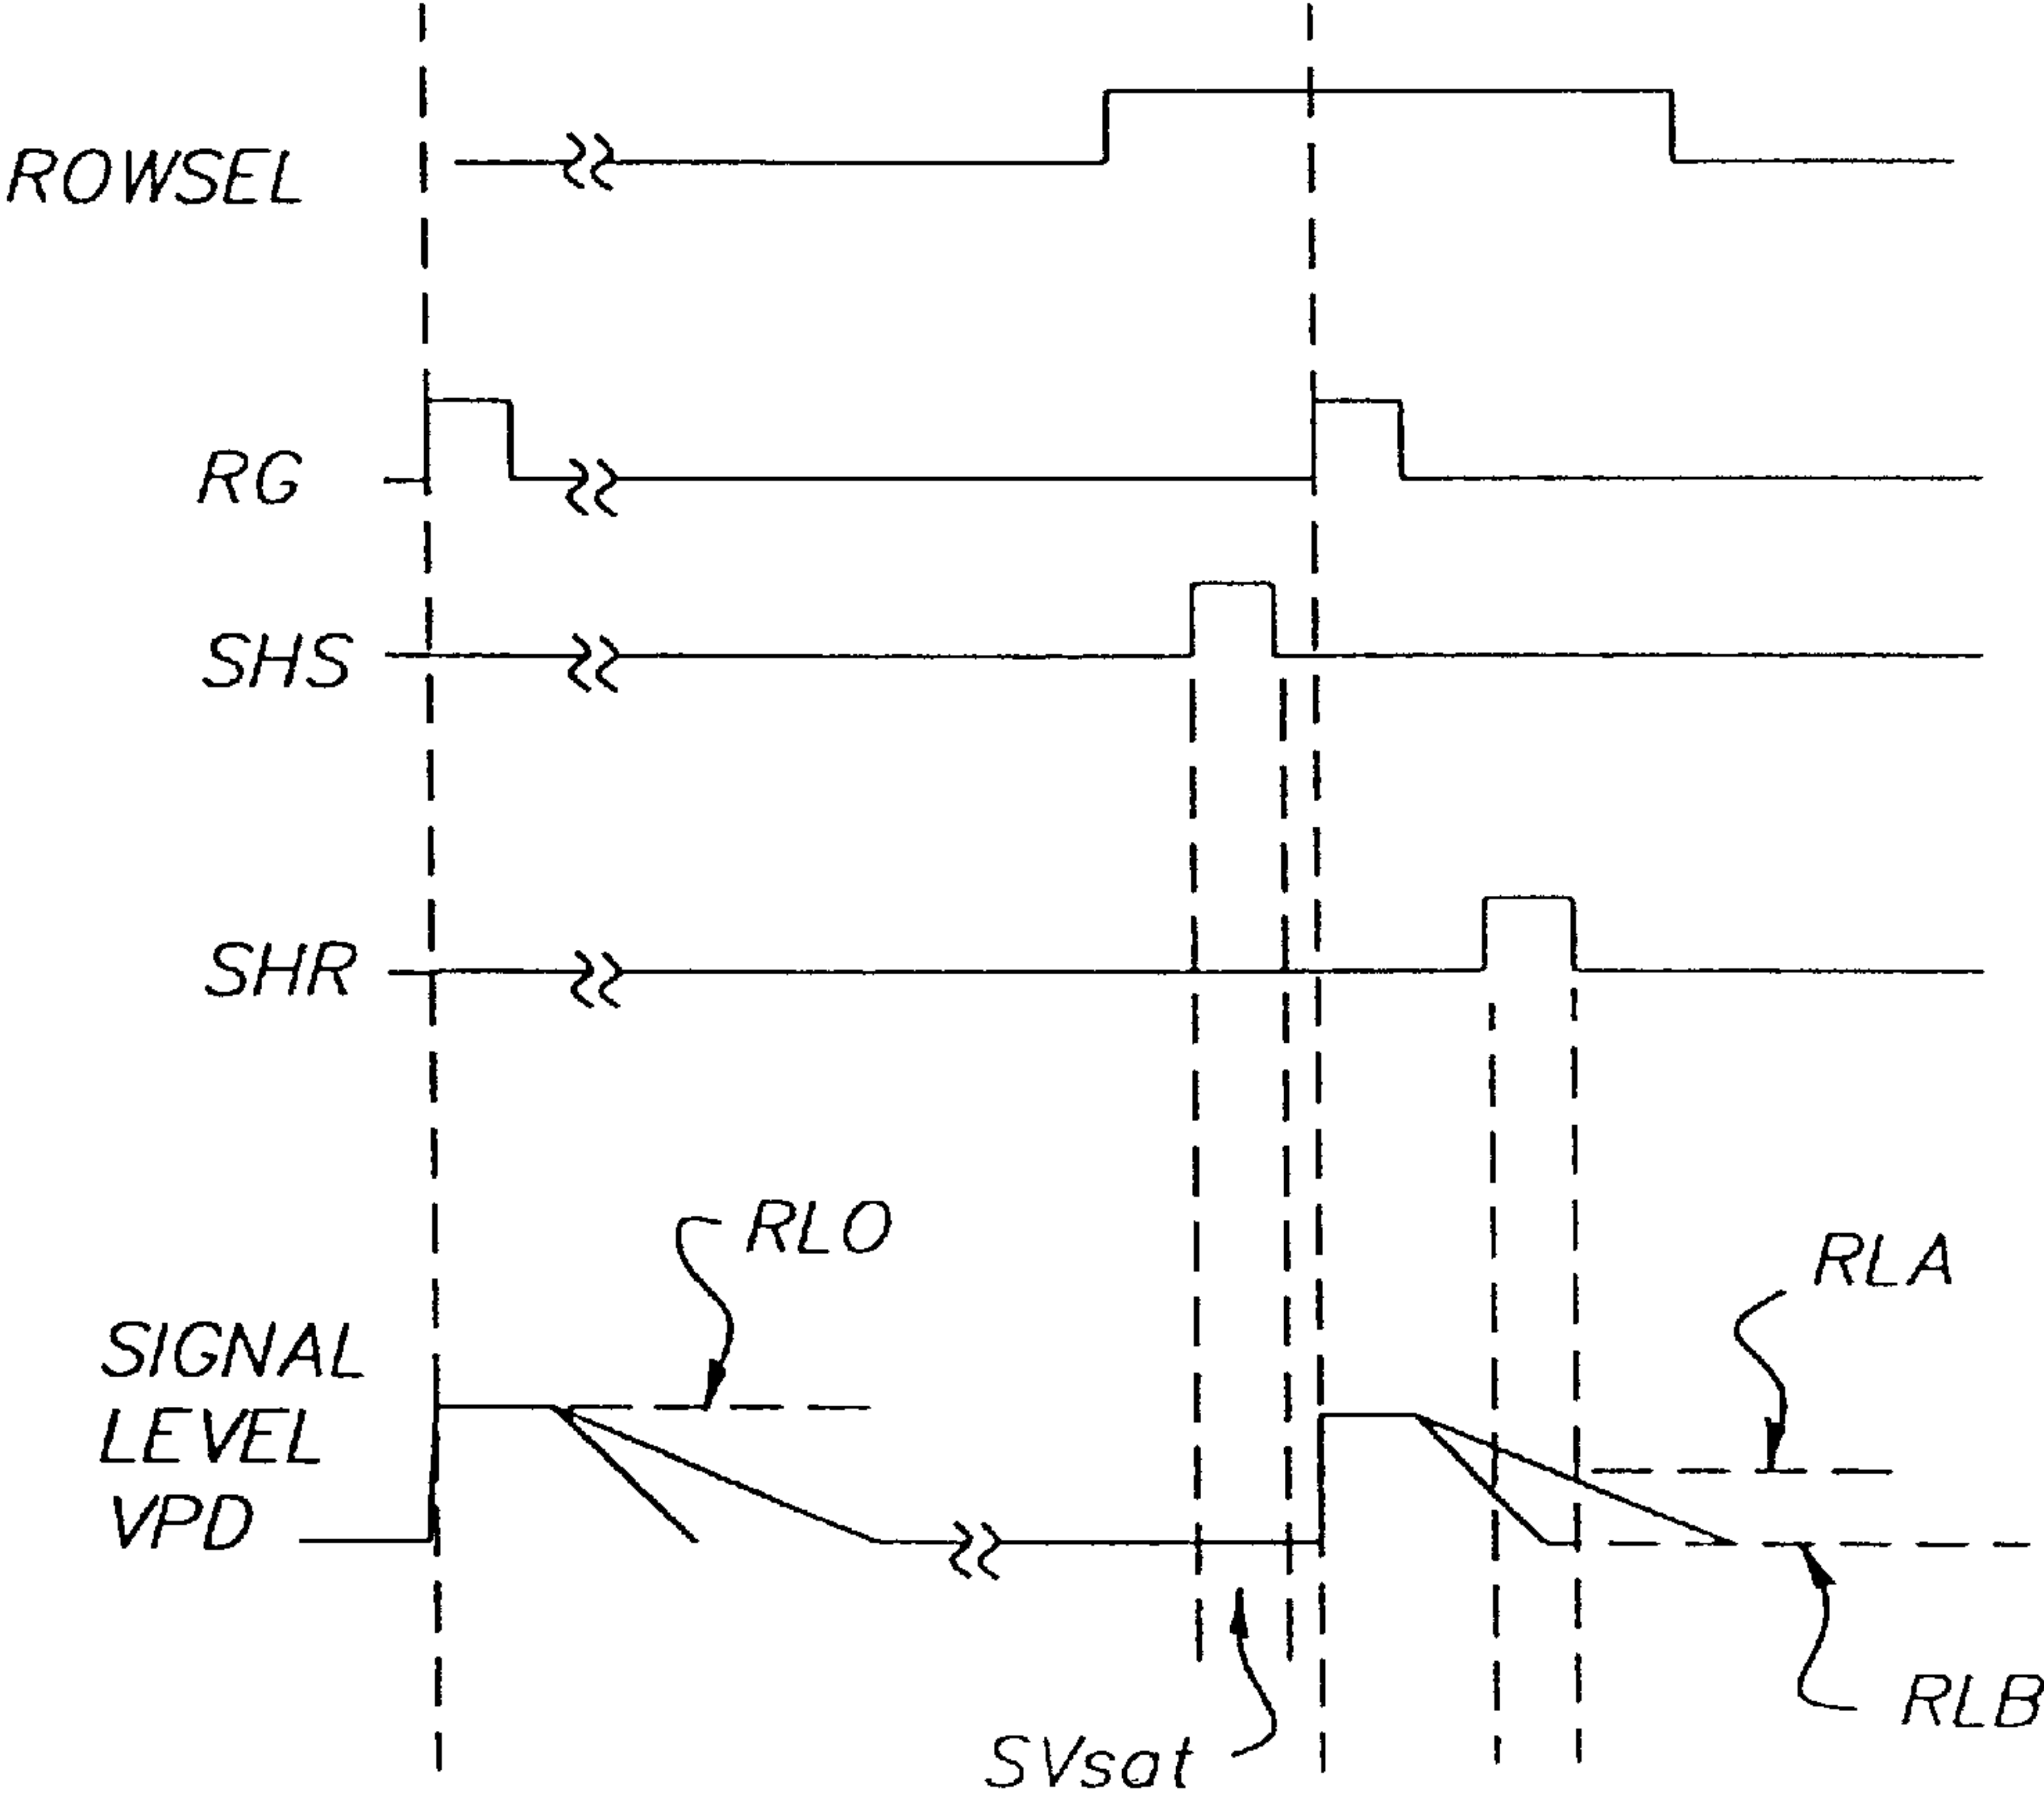 ROWSEL
RG
SHS
SHR
RLO
RLA
SIGNAL
LEVEL
VPD
RLB
SVsat